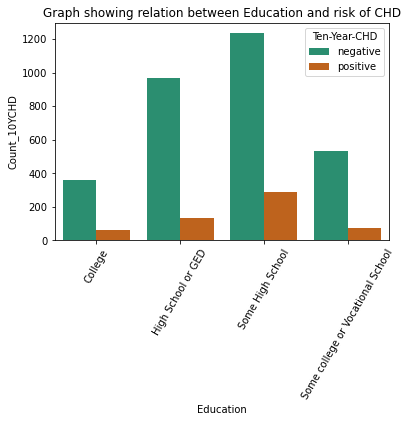 Graph showing relation between Education and risk of CHD
Ten-Year-CHD
negative
positive
Count_10YCHD
1200
1000
800
600
400
200
0
College
High School or GED
Some High School
Some college or Vocational School
Education